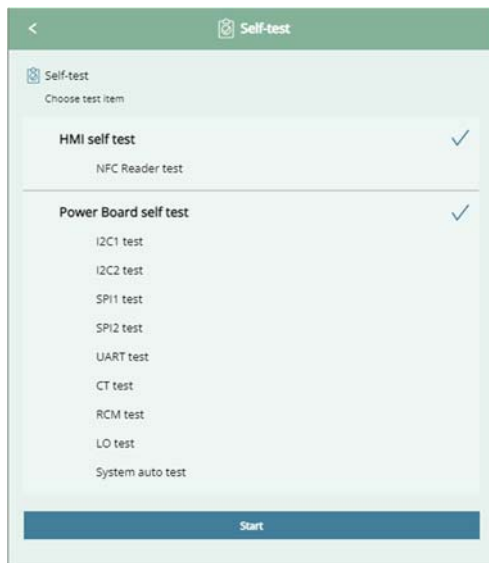 Self-test
Self-test
Choose test item
HMI self test
NFC Reader test
Power Board self test
I2C1 test
I2C2 test
SPI1 test
SPI2 test
UART test
CT test
RCM test
LO test
System auto test
Start